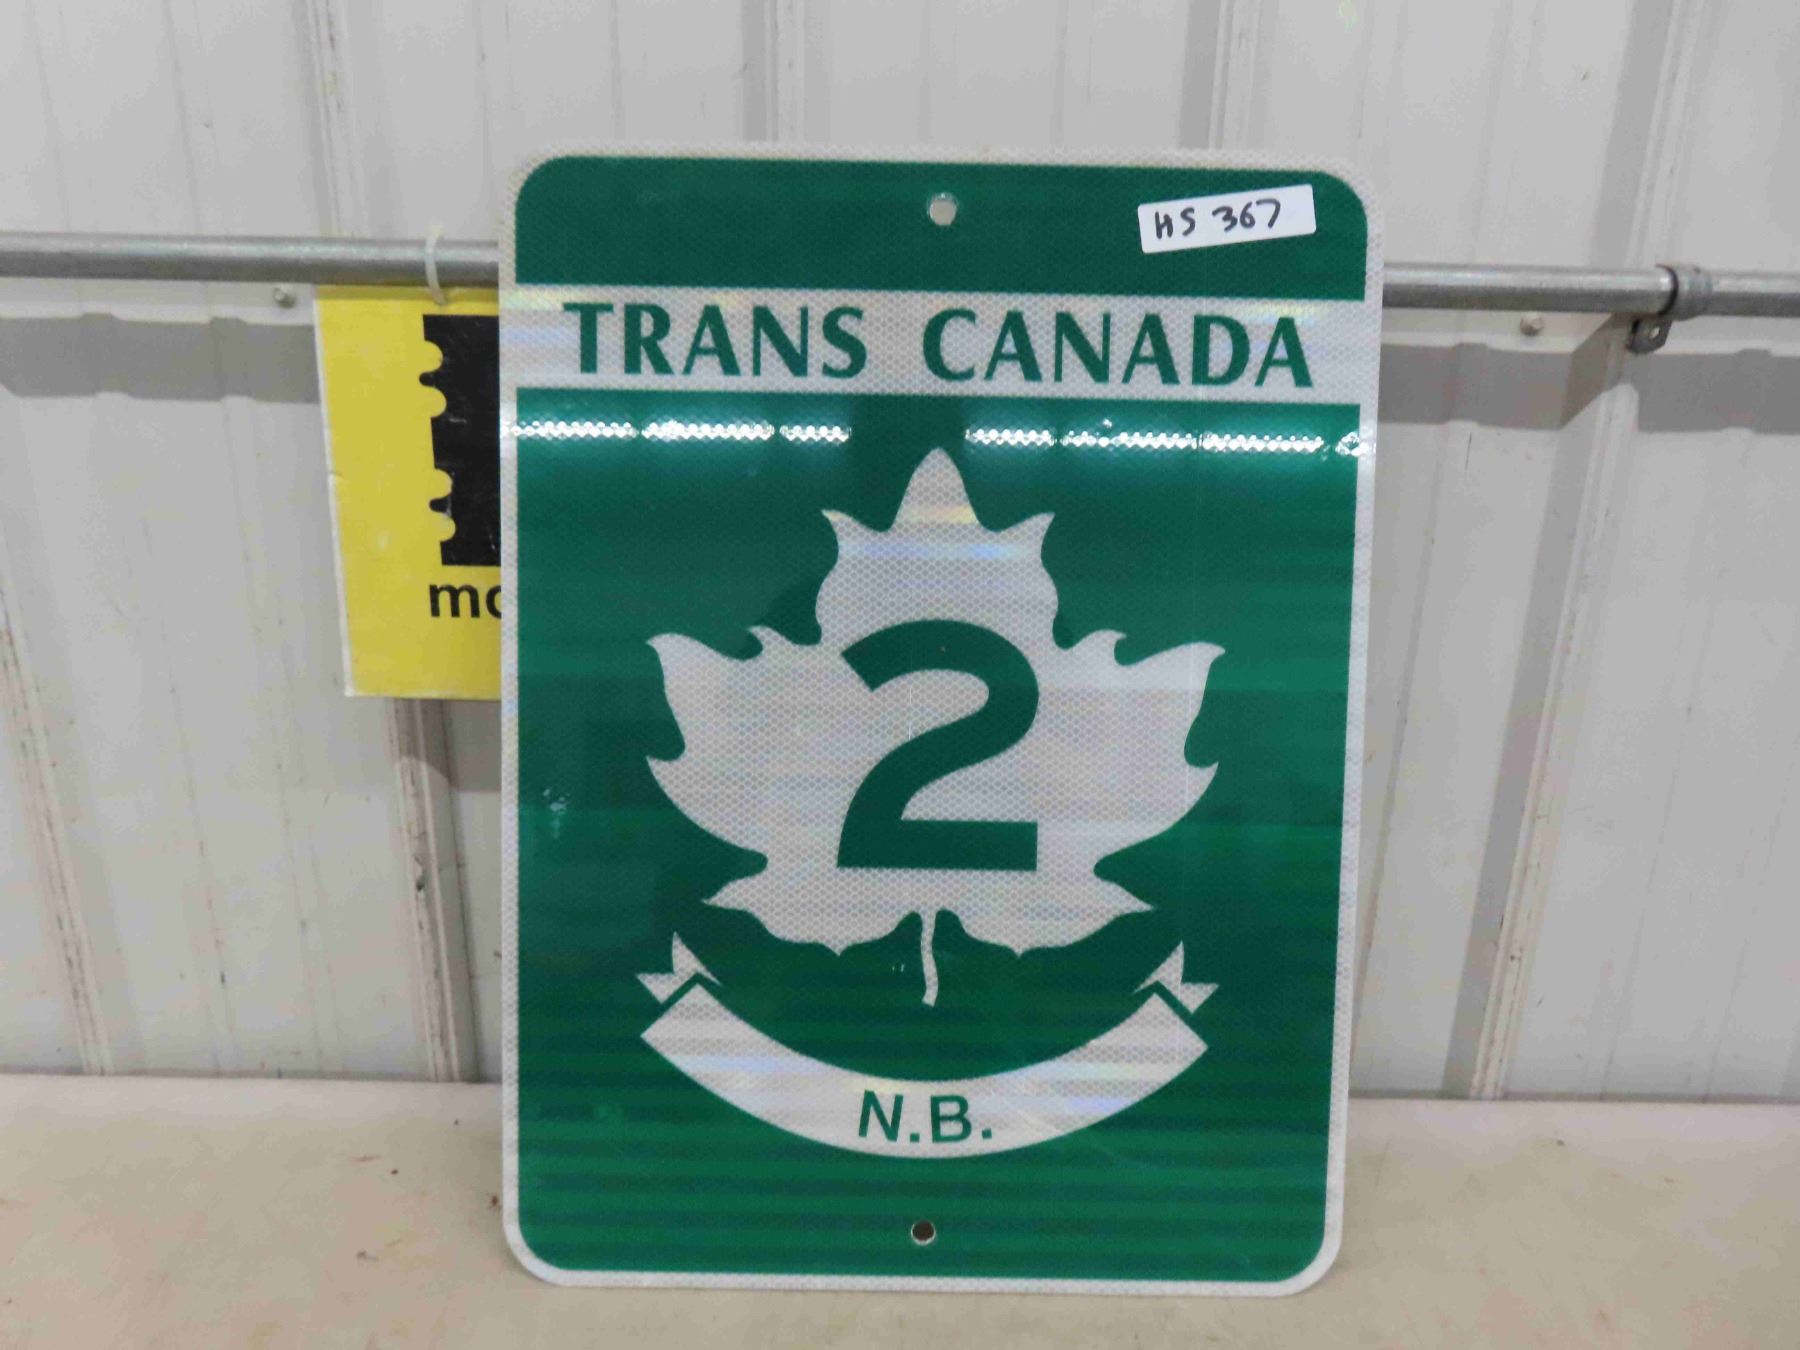 HS 367
TRANS CANADA
2
N.B.